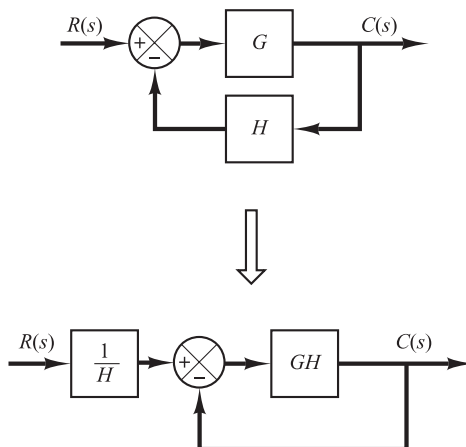 R(s) + − G C(s)
H
R(s) 1/H + − GH C(s)